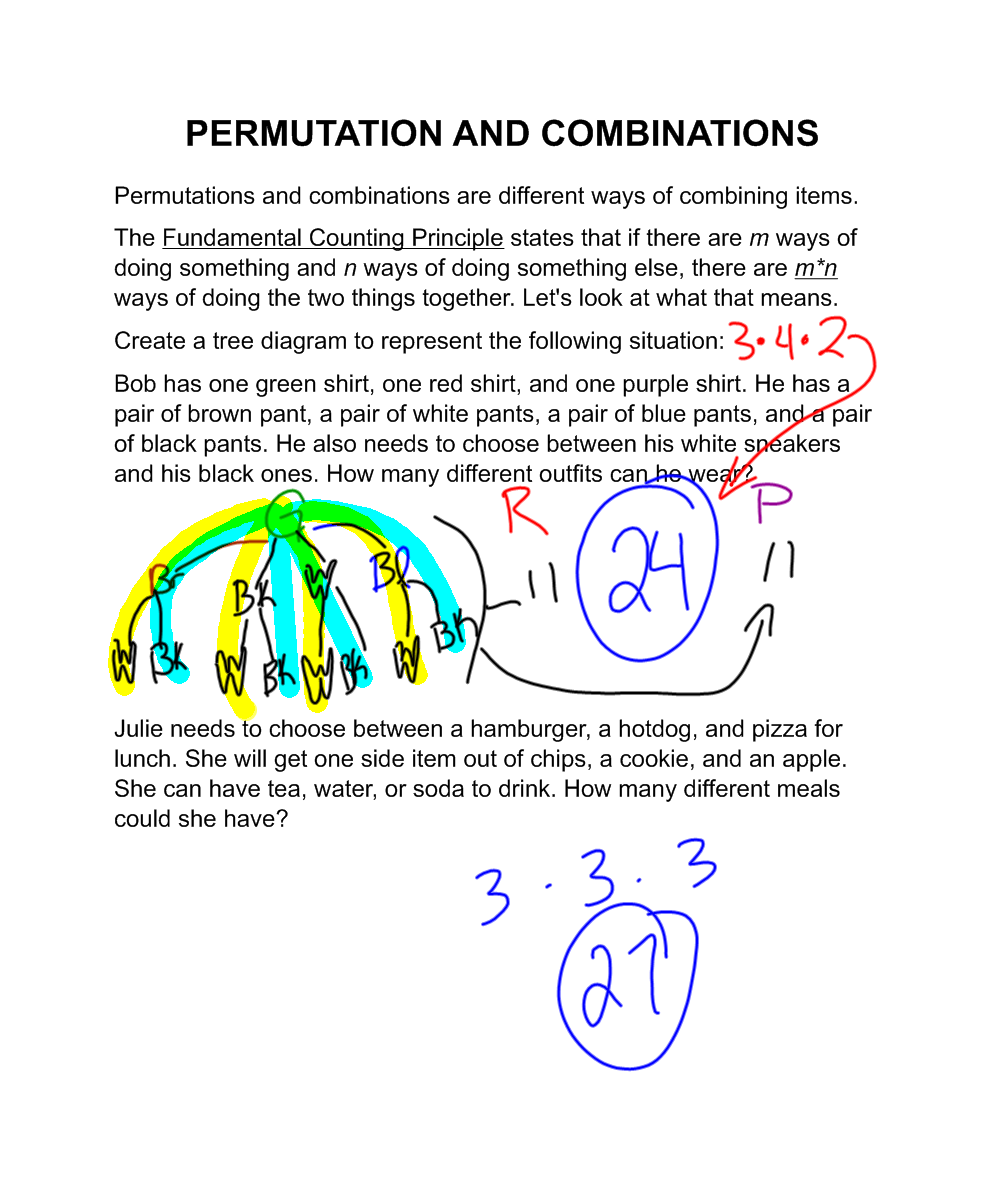 PERMUTATION AND COMBINATIONS
Permutations and combinations are different ways of combining items.
The Fundamental Counting Principle states that if there are m ways of
doing something and n ways of doing something else, there are m*n
ways of doing the two things together. Let's look at what that means.
Create a tree diagram to represent the following situation: 3·4·2
Bob has one green shirt, one red shirt, and one purple shirt. He has a
pair of brown pant, a pair of white pants, a pair of blue pants, and a pair
of black pants. He also needs to choose between his white sneakers
and his black ones. How many different outfits can he wear?
G R P
Br Bk W Bl 24 " "
W Bk W Bk W Bk W Bk
Julie needs to choose between a hamburger, a hotdog, and pizza for
lunch. She will get one side item out of chips, a cookie, and an apple.
She can have tea, water, or soda to drink. How many different meals
could she have?
3 · 3 · 3
27